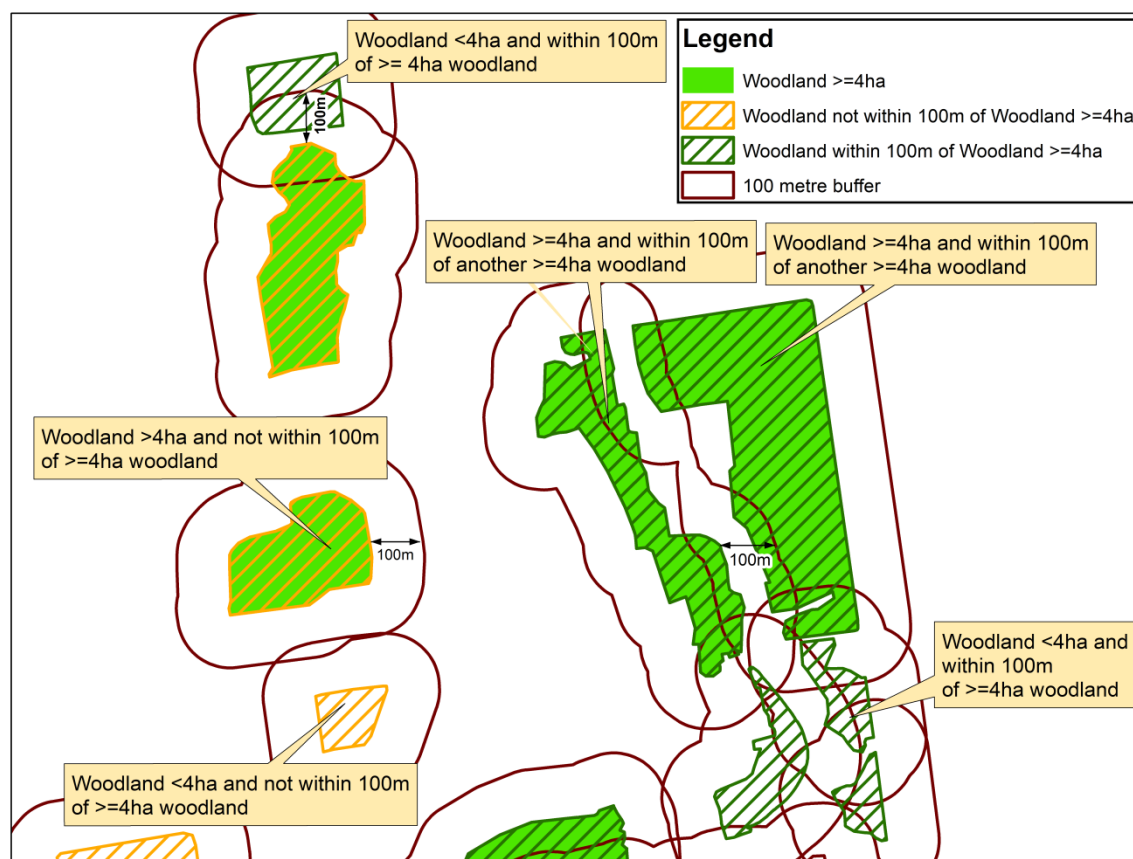 Woodland <4ha and within 100m
of >= 4ha woodland
Legend
Woodland >=4ha
Woodland not within 100m of Woodland >=4ha
Woodland within 100m of Woodland >=4ha
100 metre buffer
100m
Woodland >=4ha and within 100m
of another >=4ha woodland
Woodland >=4ha and within 100m
of another >=4ha woodland
Woodland >4ha and not within 100m
of >=4ha woodland
100m
100m
Woodland <4ha and
within 100m
of >=4ha woodland
Woodland <4ha and not within 100m
of >=4ha woodland